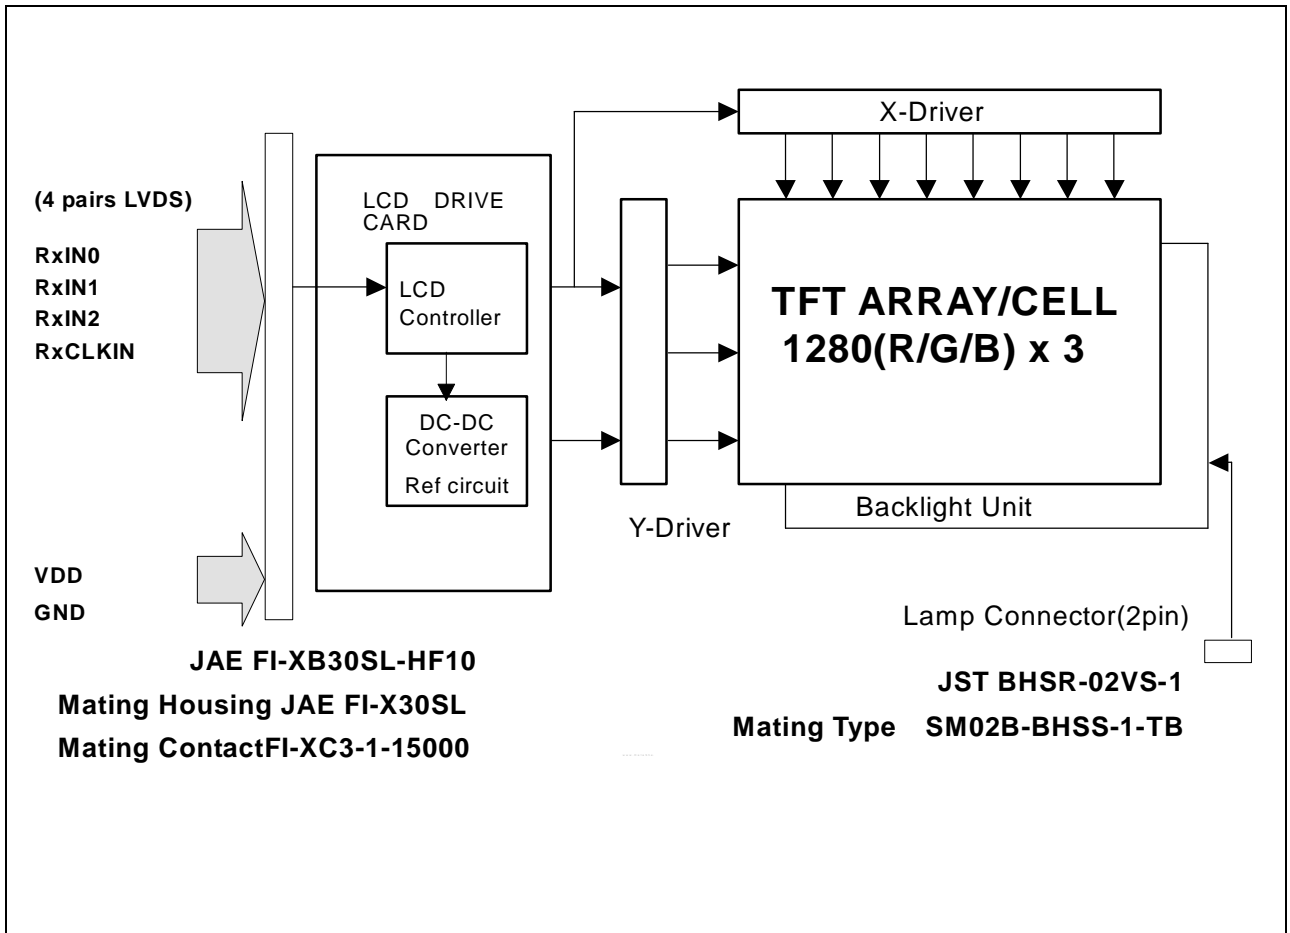 X-Driver
(4 pairs LVDS)
RxIN0
RxIN1
RxIN2
RxCLKIN
LCD DRIVE
CARD
LCD
Controller
DC-DC
Converter
Ref circuit
TFT ARRAY/CELL
1280(R/G/B) x 3
Y-Driver
Backlight Unit
VDD
GND
JAE FI-XB30SL-HF10
Mating Housing JAE FI-X30SL
Mating ContactFI-XC3-1-15000
Lamp Connector(2pin)
JST BHSR-02VS-1
Mating Type SM02B-BHSS-1-TB